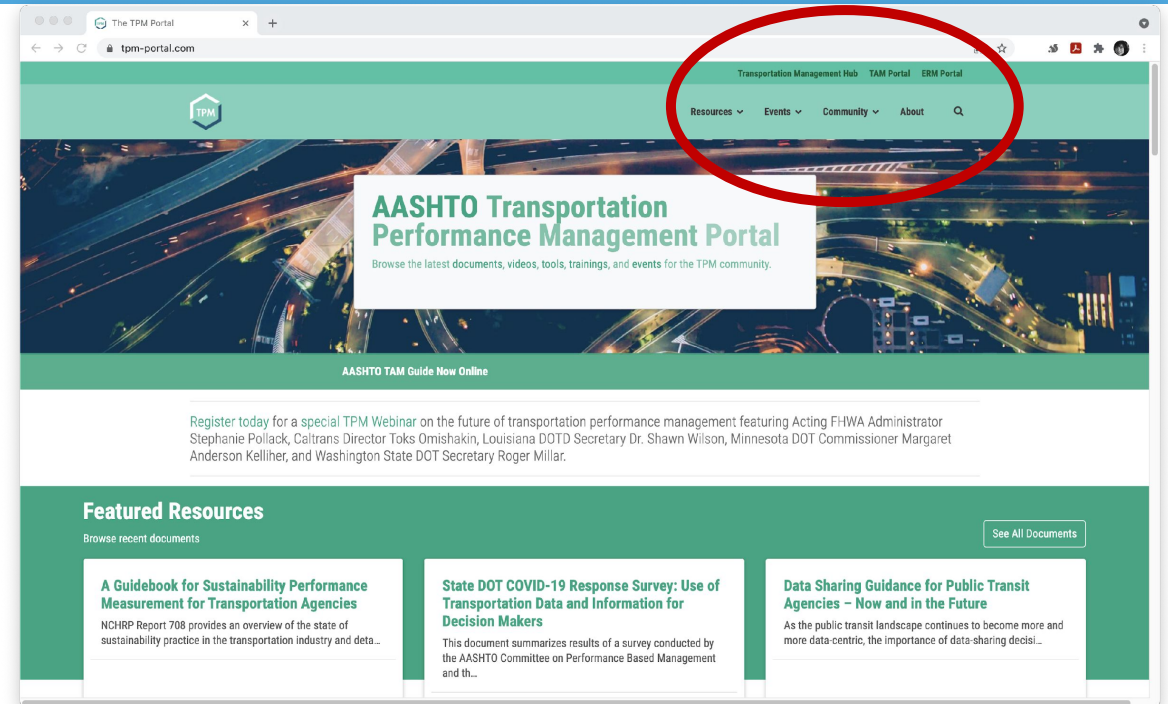 The TPM Portal
tpm-portal.com
Transportation Management Hub TAM Portal ERM Portal
TPM
Resources Events Community About
AASHTO Transportation
Performance Management Portal
Browse the latest documents, videos, tools, trainings, and events for the TPM community.
AASHTO TAM Guide Now Online
Register today for a special TPM Webinar on the future of transportation performance management featuring Acting FHWA Administrator
Stephanie Pollack, Caltrans Director Toks Omishakin, Louisiana DOTD Secretary Dr. Shawn Wilson, Minnesota DOT Commissioner Margaret
Anderson Kelliher, and Washington State DOT Secretary Roger Millar.
Featured Resources
Browse recent documents
See All Documents
A Guidebook for Sustainability Performance
Measurement for Transportation Agencies
NCHRP Report 708 provides an overview of the state of
sustainability practice in the transportation industry and deta...
State DOT COVID-19 Response Survey: Use of
Transportation Data and Information for
Decision Makers
This document summarizes results of a survey conducted by
the AASHTO Committee on Performance Based Management
and th...
Data Sharing Guidance for Public Transit
Agencies – Now and in the Future
As the public transit landscape continues to become more and
more data-centric, the importance of data-sharing decisi...